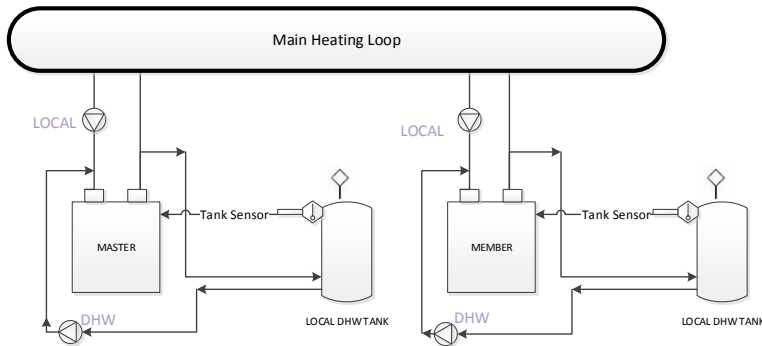 Main Heating Loop
LOCAL
LOCAL
Tank Sensor
Tank Sensor
MASTER
MEMBER
DHW
DHW
LOCAL DHW TANK
LOCAL DHW TANK